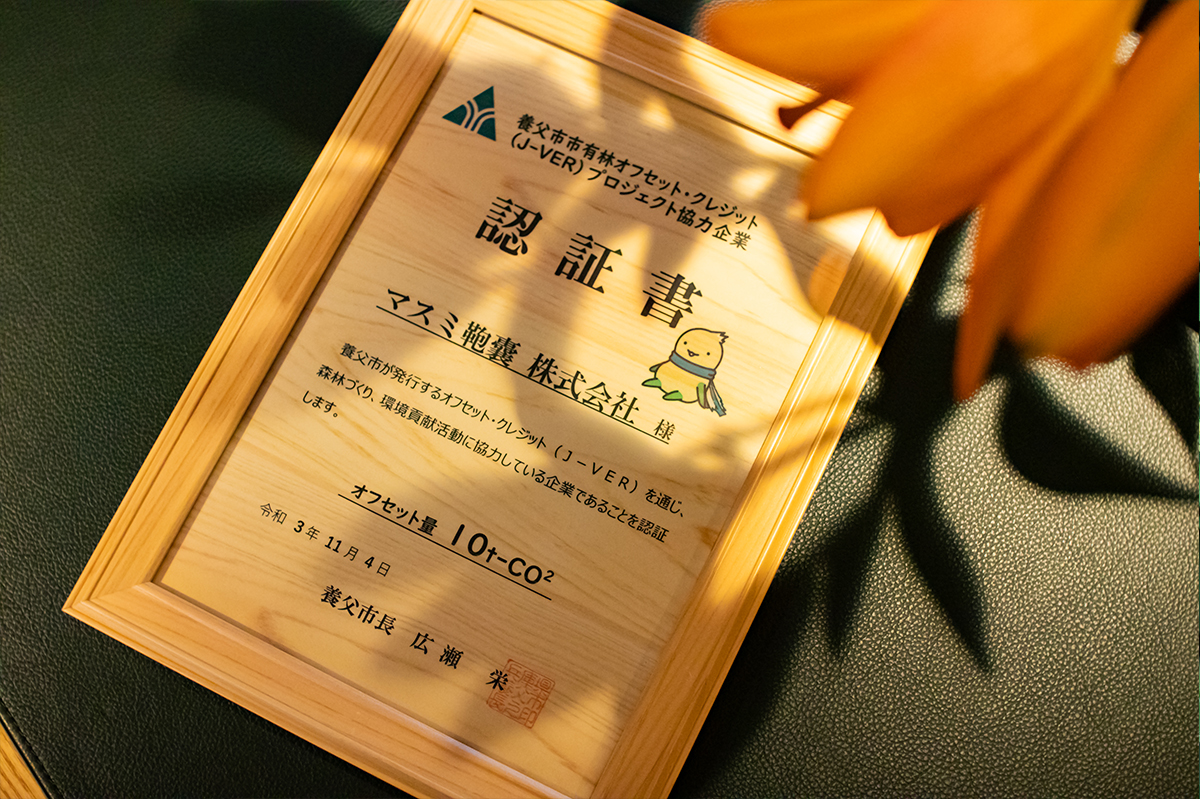 養父市市有林オフセット・クレジット
(J-VER)プロジェクト協力企業
認証書
マスミ鞄嚢 株式会社 様
養父市が発行するオフセット・クレジット(J-VER)を通じ、
森林づくり、環境貢献活動に協力している企業であることを認証
します。
オフセット量 10t-CO²
令和 3年 11月 4日
養父市長 広瀬 栄